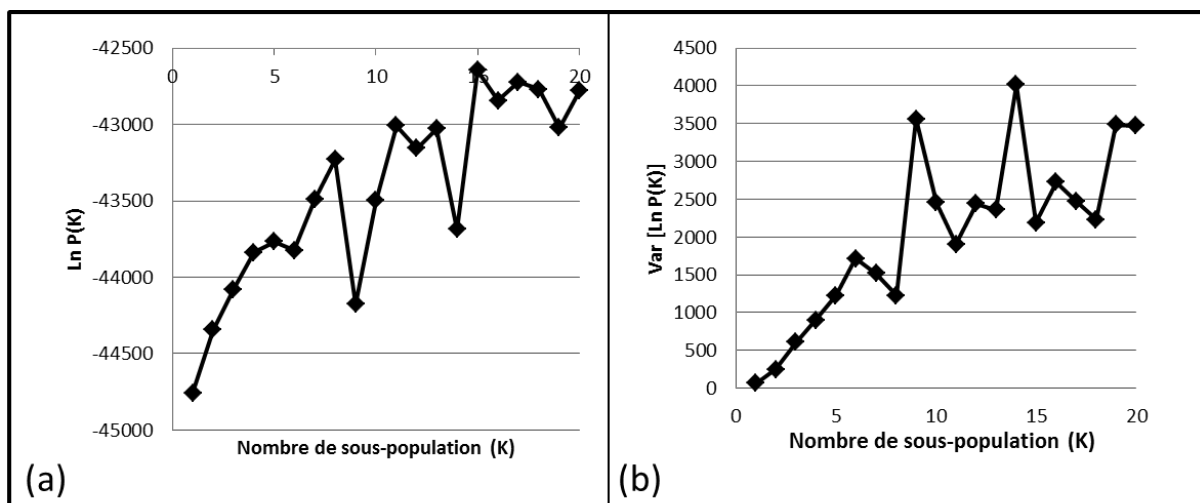 -42500
-43000
-43500
-44000
-44500
-45000
0 5 10 15 20
Ln P(K)
Nombre de sous-population (K)
(a)
4500
4000
3500
3000
2500
2000
1500
1000
500
0
0 5 10 15 20
Var [Ln P(K)]
Nombre de sous-population (K)
(b)